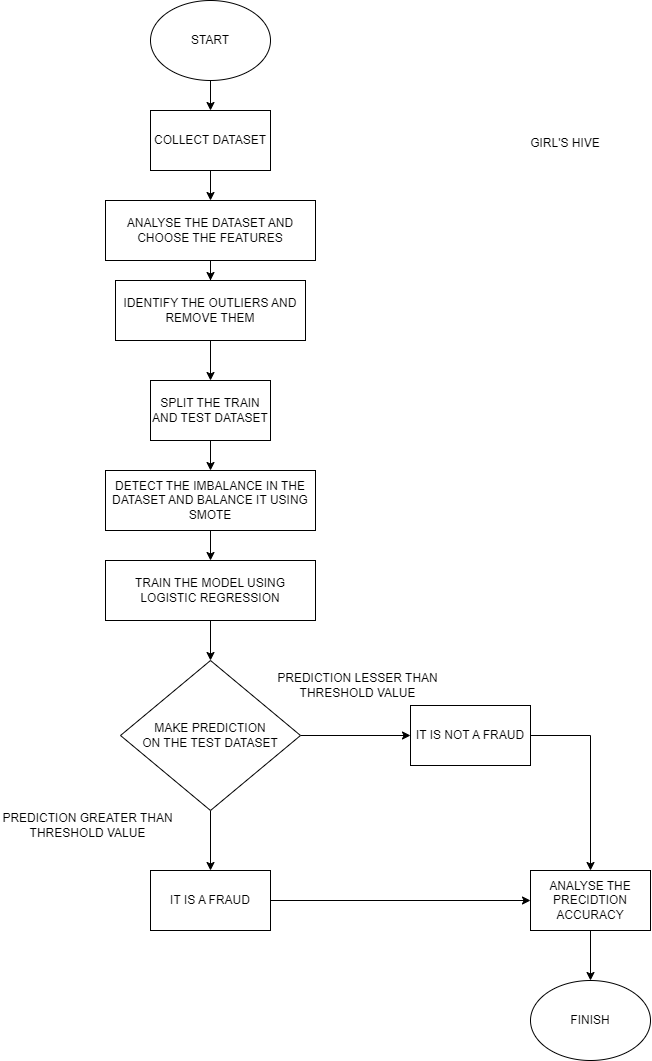 START
COLLECT DATASET
GIRL'S HIVE
ANALYSE THE DATASET AND
CHOOSE THE FEATURES
IDENTIFY THE OUTLIERS AND
REMOVE THEM
SPLIT THE TRAIN
AND TEST DATASET
DETECT THE IMBALANCE IN THE
DATASET AND BALANCE IT USING
SMOTE
TRAIN THE MODEL USING
LOGISTIC REGRESSION
PREDICTION LESSER THAN
THRESHOLD VALUE
MAKE PREDICTION
ON THE TEST DATASET
IT IS NOT A FRAUD
PREDICTION GREATER THAN
THRESHOLD VALUE
IT IS A FRAUD
ANALYSE THE
PRECIDTION
ACCURACY
FINISH